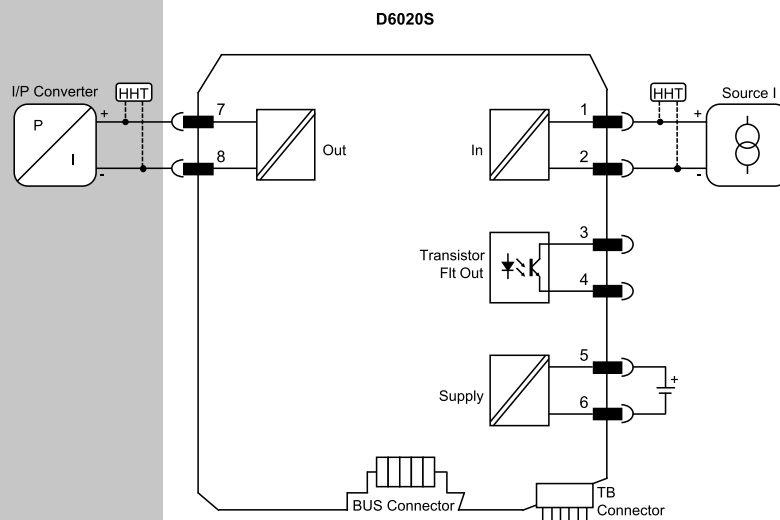 D6020S
I/P Converter
HHT
HHT
Source I
+
7
1
+
P
I
Out
In
-
8
2
-
3
Transistor
Flt Out
4
5
Supply
+
6
BUS Connector
TB
Connector